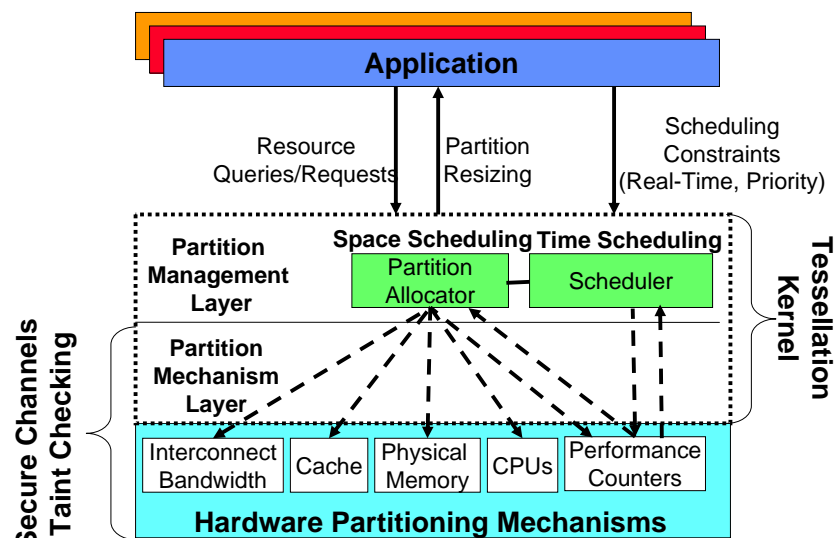 Application
Resource
Queries/Requests
Partition
Resizing
Scheduling
Constraints
(Real-Time, Priority)
Space Scheduling
Time Scheduling
Partition
Management
Layer
Partition
Allocator
Scheduler
Partition
Mechanism
Layer
Tessellation
Kernel
Secure Channels
Taint Checking
Interconnect
Bandwidth
Cache
Physical
Memory
CPUs
Performance
Counters
Hardware Partitioning Mechanisms